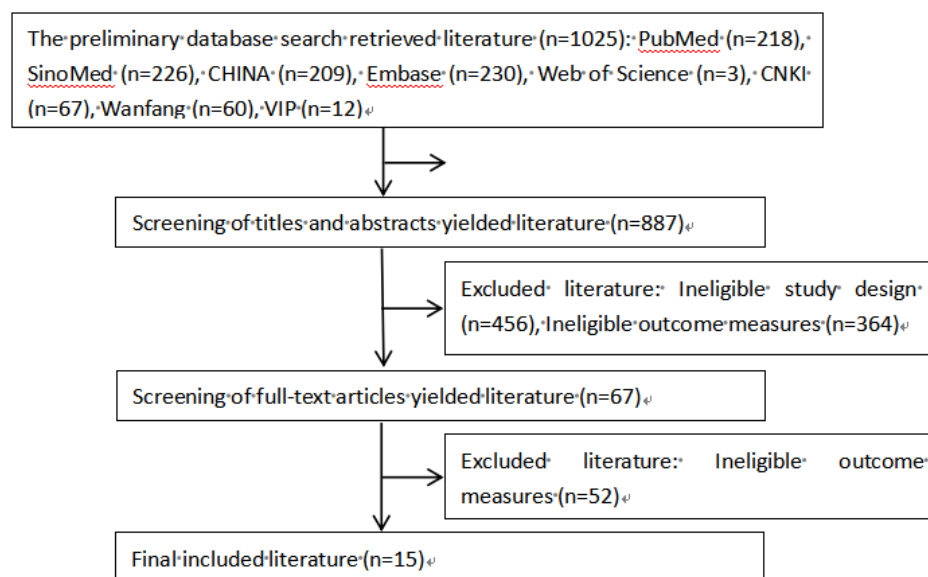 The preliminary database search retrieved literature (n=1025): PubMed (n=218),
SinoMed (n=226), CHINA (n=209), Embase (n=230), Web of Science (n=3), CNKI
(n=67), Wanfang (n=60), VIP (n=12)
Screening of titles and abstracts yielded literature (n=887)
Excluded literature: Ineligible study design
(n=456), Ineligible outcome measures (n=364)
Screening of full-text articles yielded literature (n=67)
Excluded literature: Ineligible outcome
measures (n=52)
Final included literature (n=15)